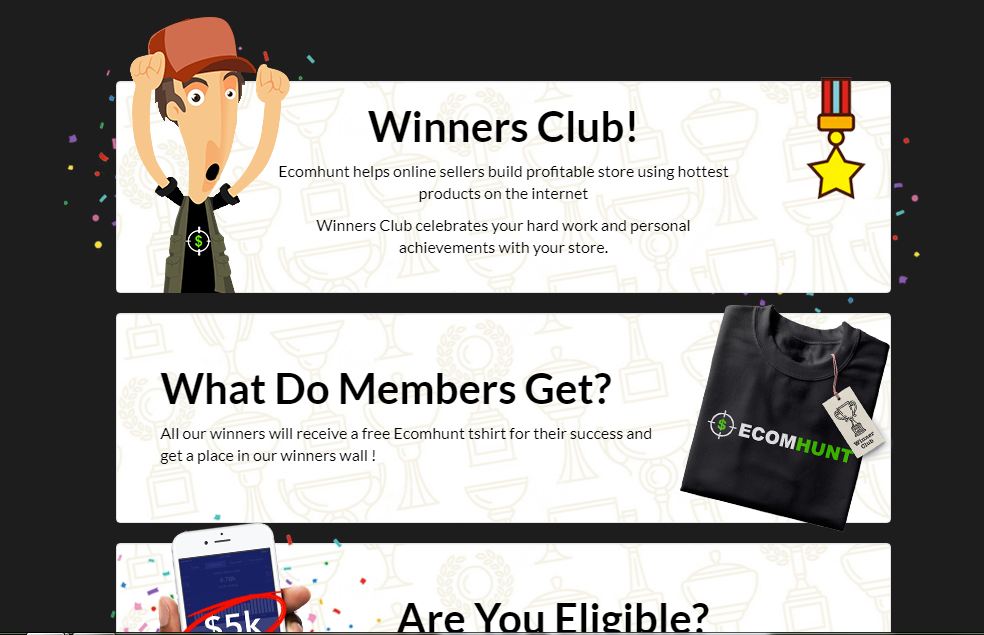 Winners Club!
Ecomhunt helps online sellers build profitable store using hottest
products on the internet
Winners Club celebrates your hard work and personal
achievements with your store.
$
What Do Members Get?
All our winners will receive a free Ecomhunt tshirt for their success and
get a place in our winners wall !
$ ECOMHUNT
Winner
Club
$5k
Are You Eligible?